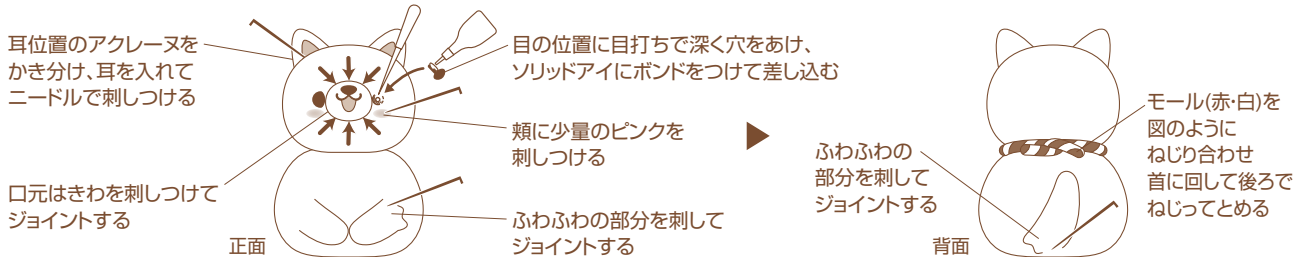 耳位置のアクレーヌを
かき分け、耳を入れて
ニードルで刺しつける
目の位置に目打ちで深く穴をあけ、
ソリッドアイにボンドをつけて差し込む
頬に少量のピンクを
刺しつける
口元はきわを刺しつけて
ジョイントする
ふわふわの部分を刺して
ジョイントする
正面
ふわふわの
部分を刺して
ジョイントする
モール(赤・白)を
図のように
ねじり合わせ
首に回して後ろで
ねじってとめる
背面